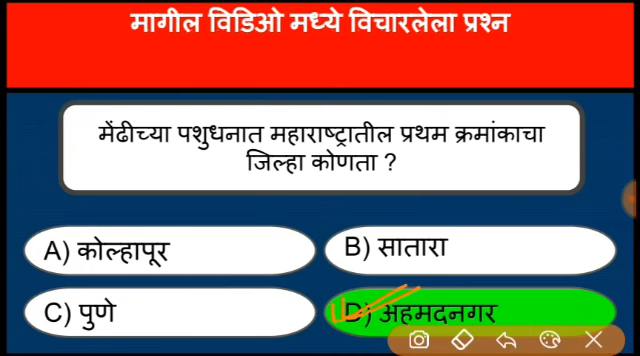 मागील विडिओ मध्ये विचारलेला प्रश्न
मेंढीच्या पशुधनात महाराष्ट्रातील प्रथम क्रमांकाचा
जिल्हा कोणता ?
A) कोल्हापूर
B) सातारा
C) पुणे
D) अहमदनगर